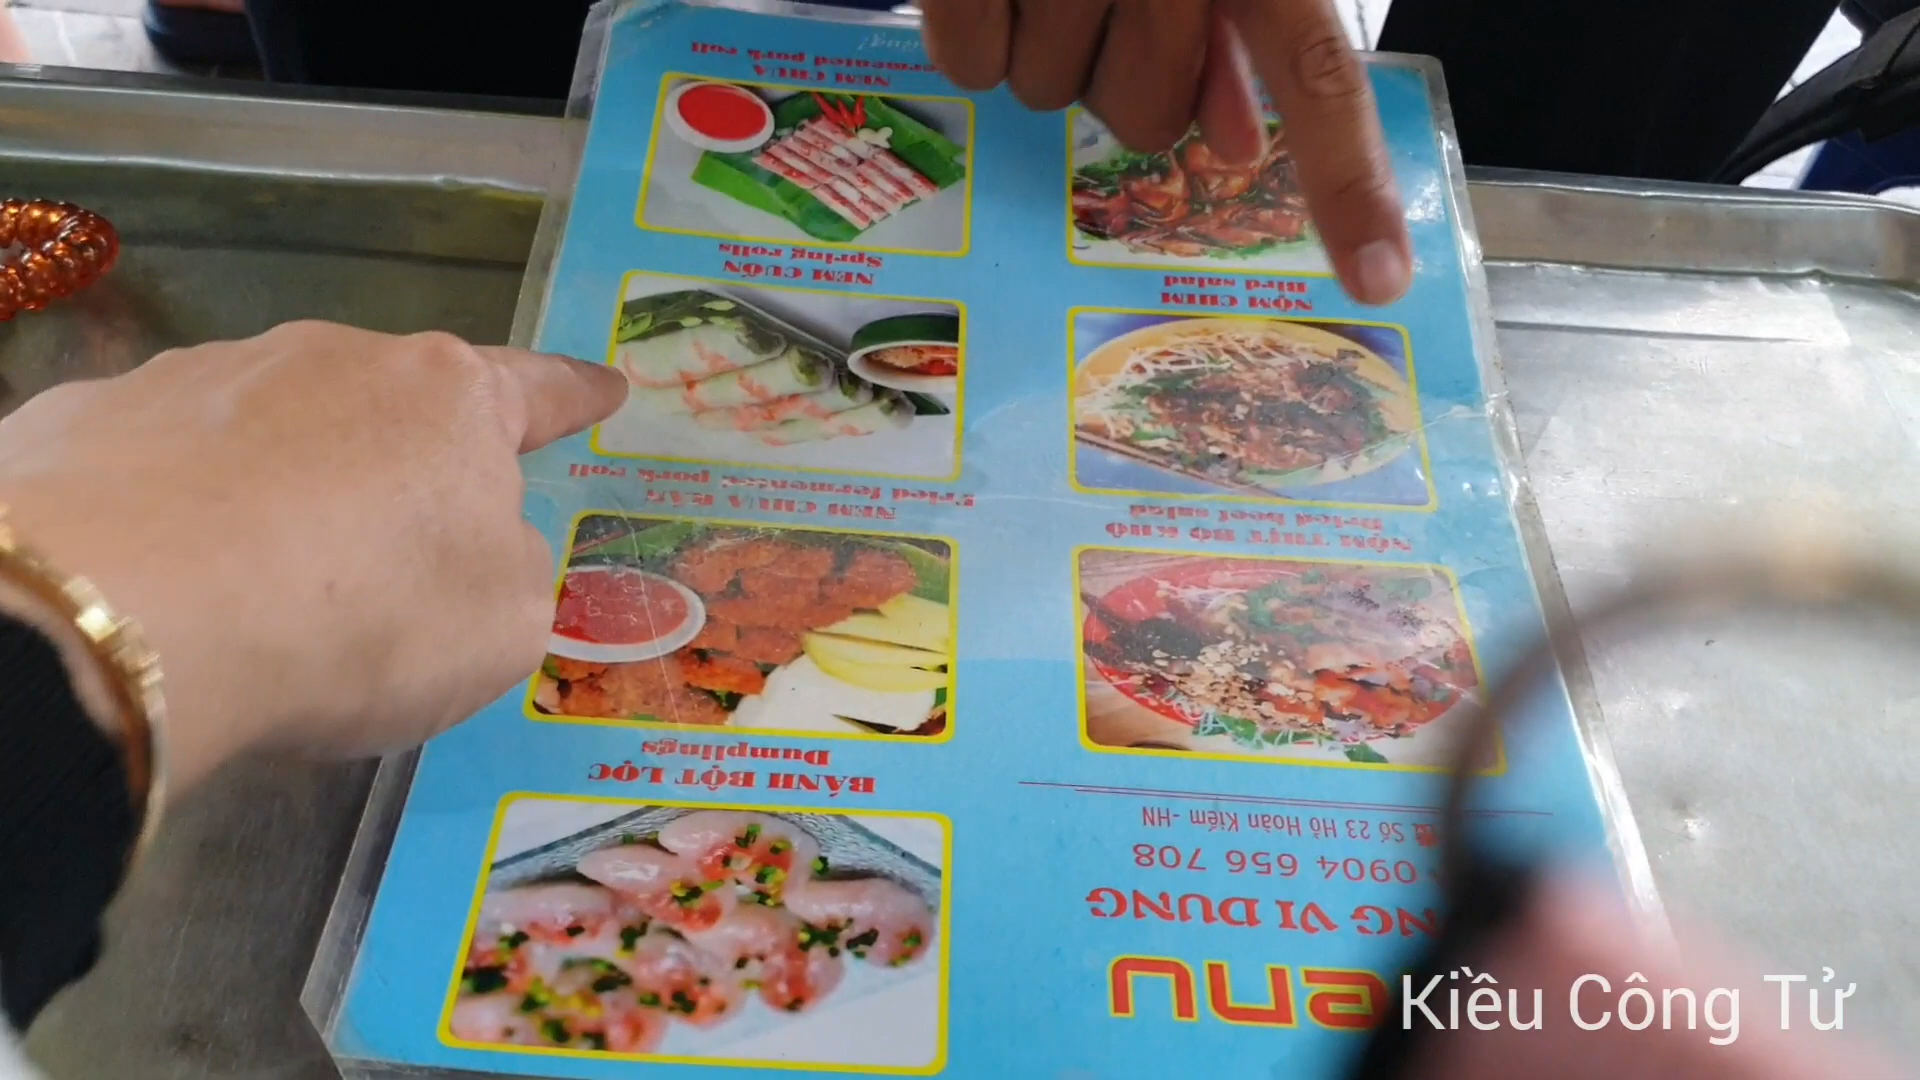 enu
NG VI DUNG
0904 656 708
Số 23 Hồ Hoàn Kiếm -HN
NỘM THỊT BÒ KHÔ
Dried beef salad
NỘM CHIM
Bird salad
BÁNH BỘT LỌC
Dumplings
NEM CHUA RÁN
Fried fermented pork roll
NEM CUỐN
Spring rolls
NEM CHUA
ermented pork roll
Kiều Công Tử